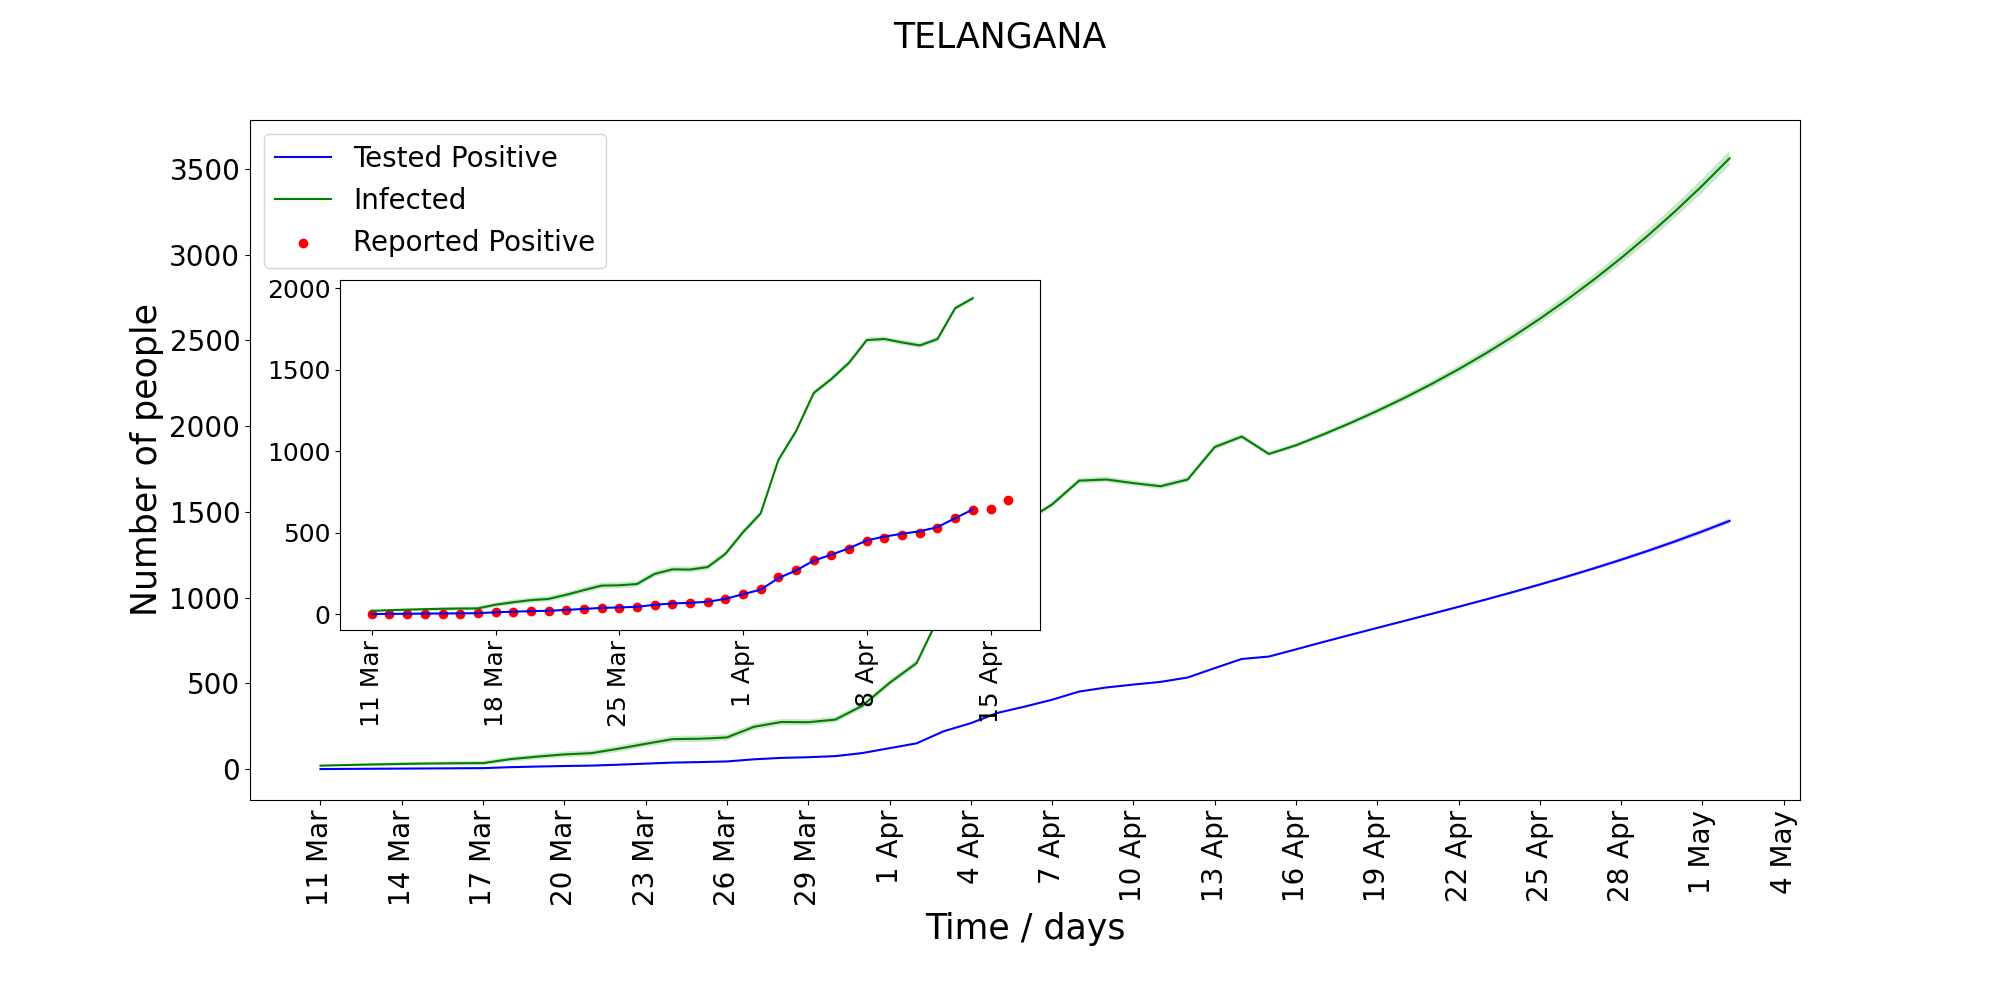 TELANGANA
Tested Positive
Infected
Reported Positive
Number of people
3500
3000
2500
2000
1500
1000
500
0
2000
1500
1000
500
0
11 Mar
18 Mar
25 Mar
1 Apr
8 Apr
15 Apr
11 Mar
14 Mar
17 Mar
20 Mar
23 Mar
26 Mar
29 Mar
1 Apr
4 Apr
7 Apr
10 Apr
13 Apr
16 Apr
19 Apr
22 Apr
25 Apr
28 Apr
1 May
4 May
Time / days